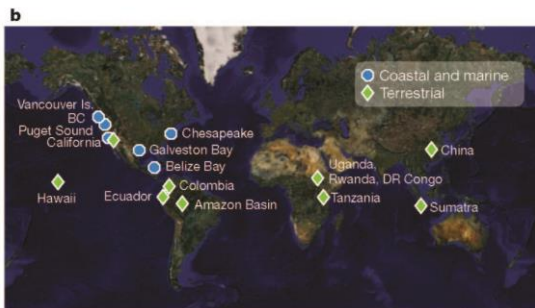 b
Coastal and marine
Terrestrial
Vancouver Is.
BC
Puget Sound
California
Chesapeake
Galveston Bay
Belize Bay
China
Uganda,
Rwanda, DR Congo
Hawaii
Ecuador
Colombia
Amazon Basin
Tanzania
Sumatra